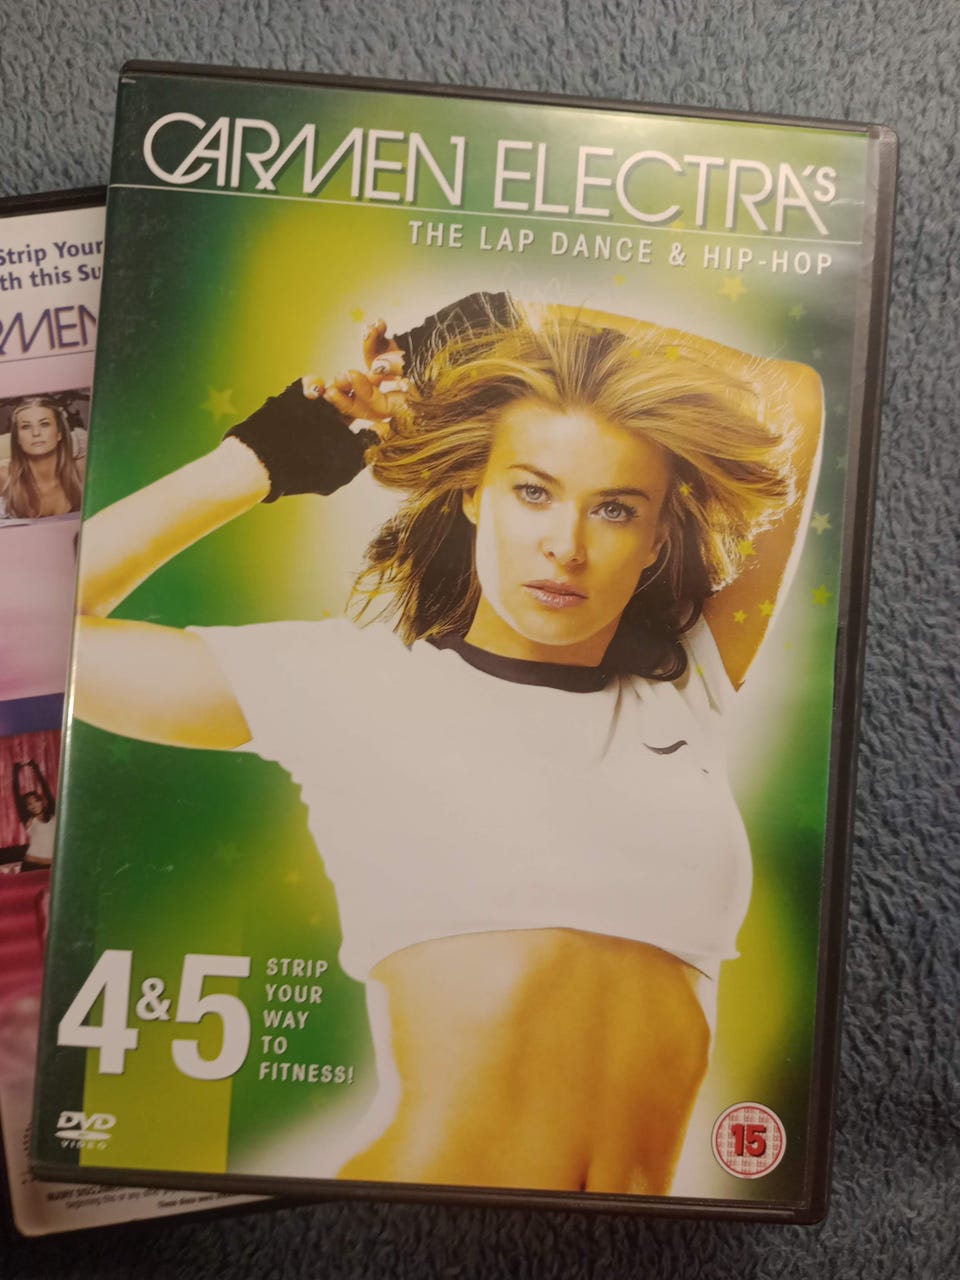 CARMEN ELECTRA'S
THE LAP DANCE & HIP-HOP
Strip Your
th this Su
RMEN
4&5
STRIP
YOUR
WAY
TO
FITNESS!
DVD
VIDEO
15